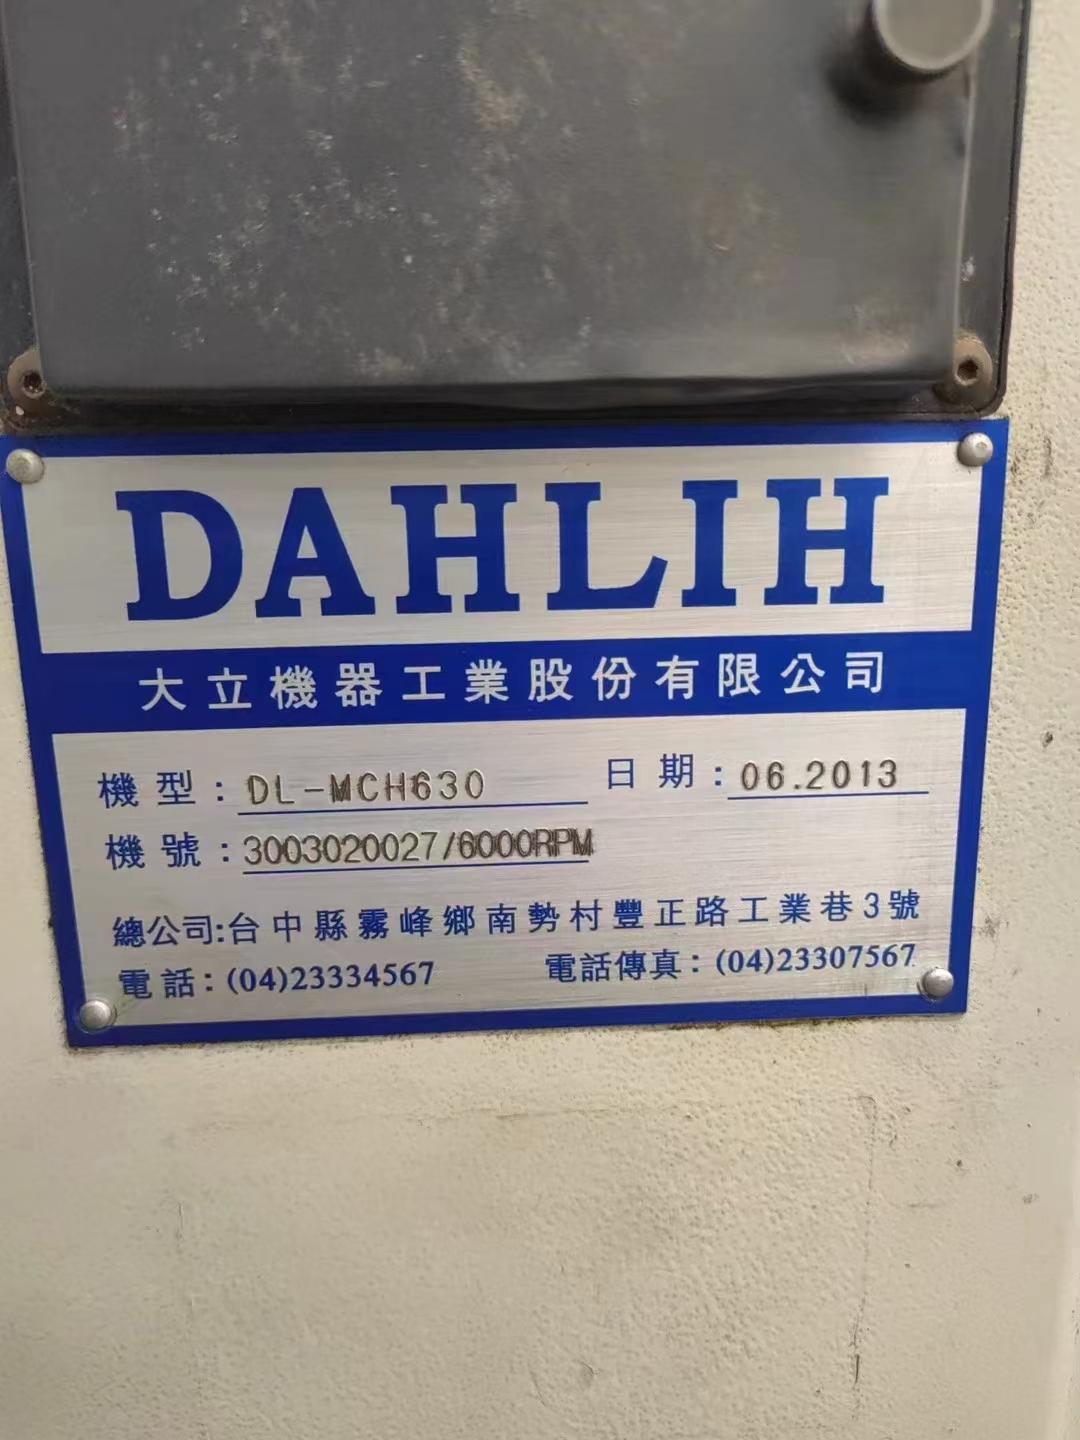 DAHLIH
大立機器工業股份有限公司
機型：DL-MCH630 日期：06.2013
機號：3003020027/6000RPM
總公司:台中縣霧峰鄉南勢村豐正路工業巷3號
電話：(04)23334567 電話傳真：(04)23307567